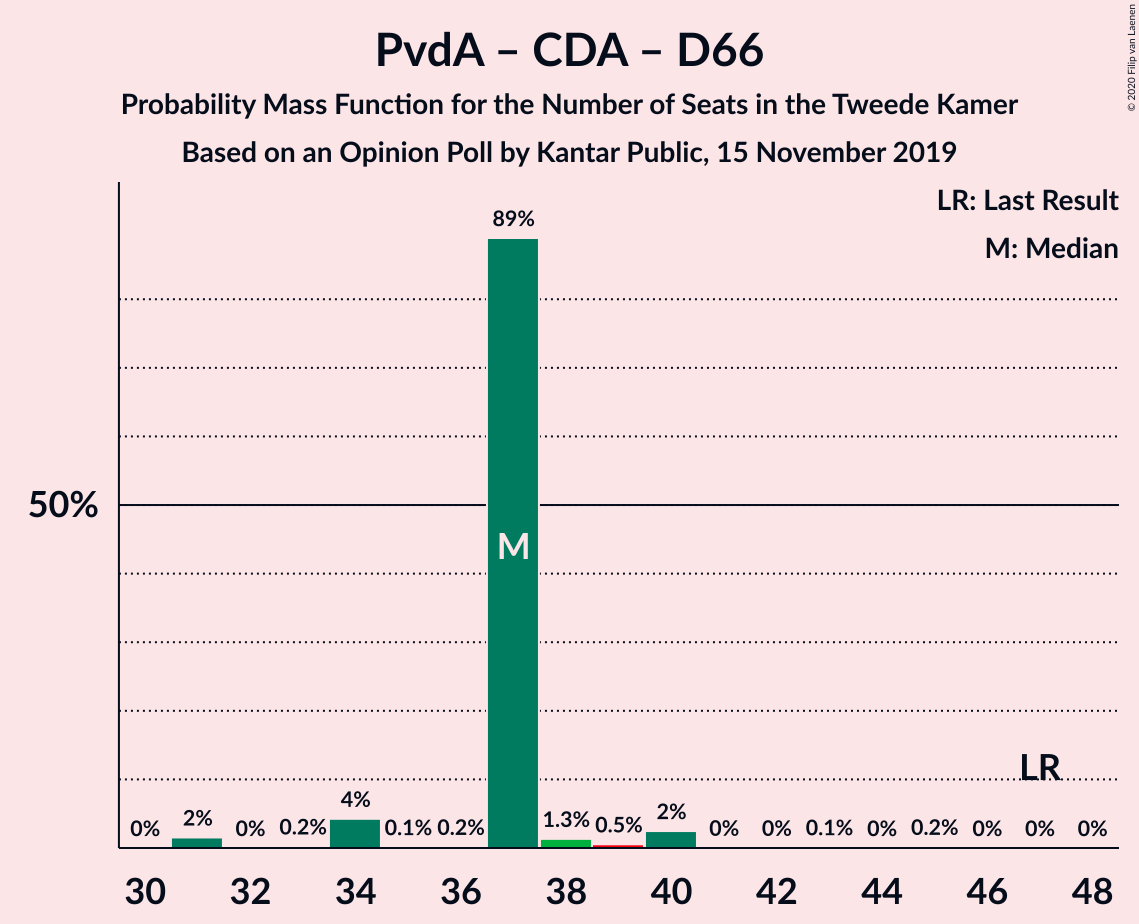 PvdA – CDA – D66
Probability Mass Function for the Number of Seats in the Tweede Kamer
Based on an Opinion Poll by Kantar Public, 15 November 2019
© 2020 Filip van Laenen
LR: Last Result
M: Median
89%
50%
M
LR
0% 2% 0% 0.2% 4% 0.1% 0.2% 1.3% 0.5% 2% 0% 0% 0.1% 0% 0.2% 0% 0% 0%
30 32 34 36 38 40 42 44 46 48